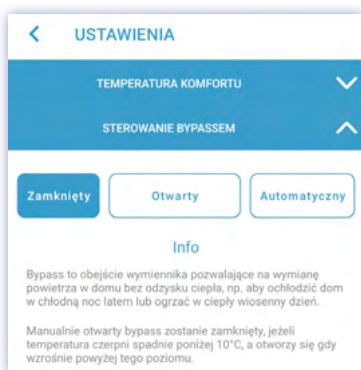 USTAWIENIA
TEMPERATURA KOMFORTU
STEROWANIE BYPASSEM
Zamknięty Otwarty Automatyczny
Info
Bypass to obejście wymiennika pozwalające na wymianę
powietrza w domu bez odzysku ciepła, np. aby ochłodzić dom
w chłodną noc latem lub ogrzać w ciepły wiosenny dzień.
Manualnie otwarty bypass zostanie zamknięty, jeżeli
temperatura czerpni spadnie poniżej 10°C, a otworzy się gdy
wzrośnie powyżej tego poziomu.